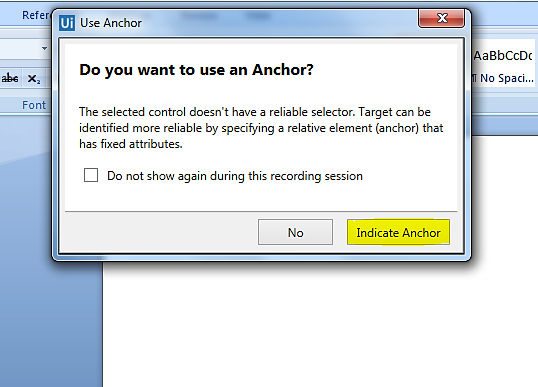 Refer
Ui Use Anchor
Do you want to use an Anchor?
AaBbCcDc
abc X₂
¶ No Spaci...
Font
The selected control doesn't have a reliable selector. Target can be
identified more reliable by specifying a relative element (anchor) that
has fixed attributes.
Do not show again during this recording session
No
Indicate Anchor